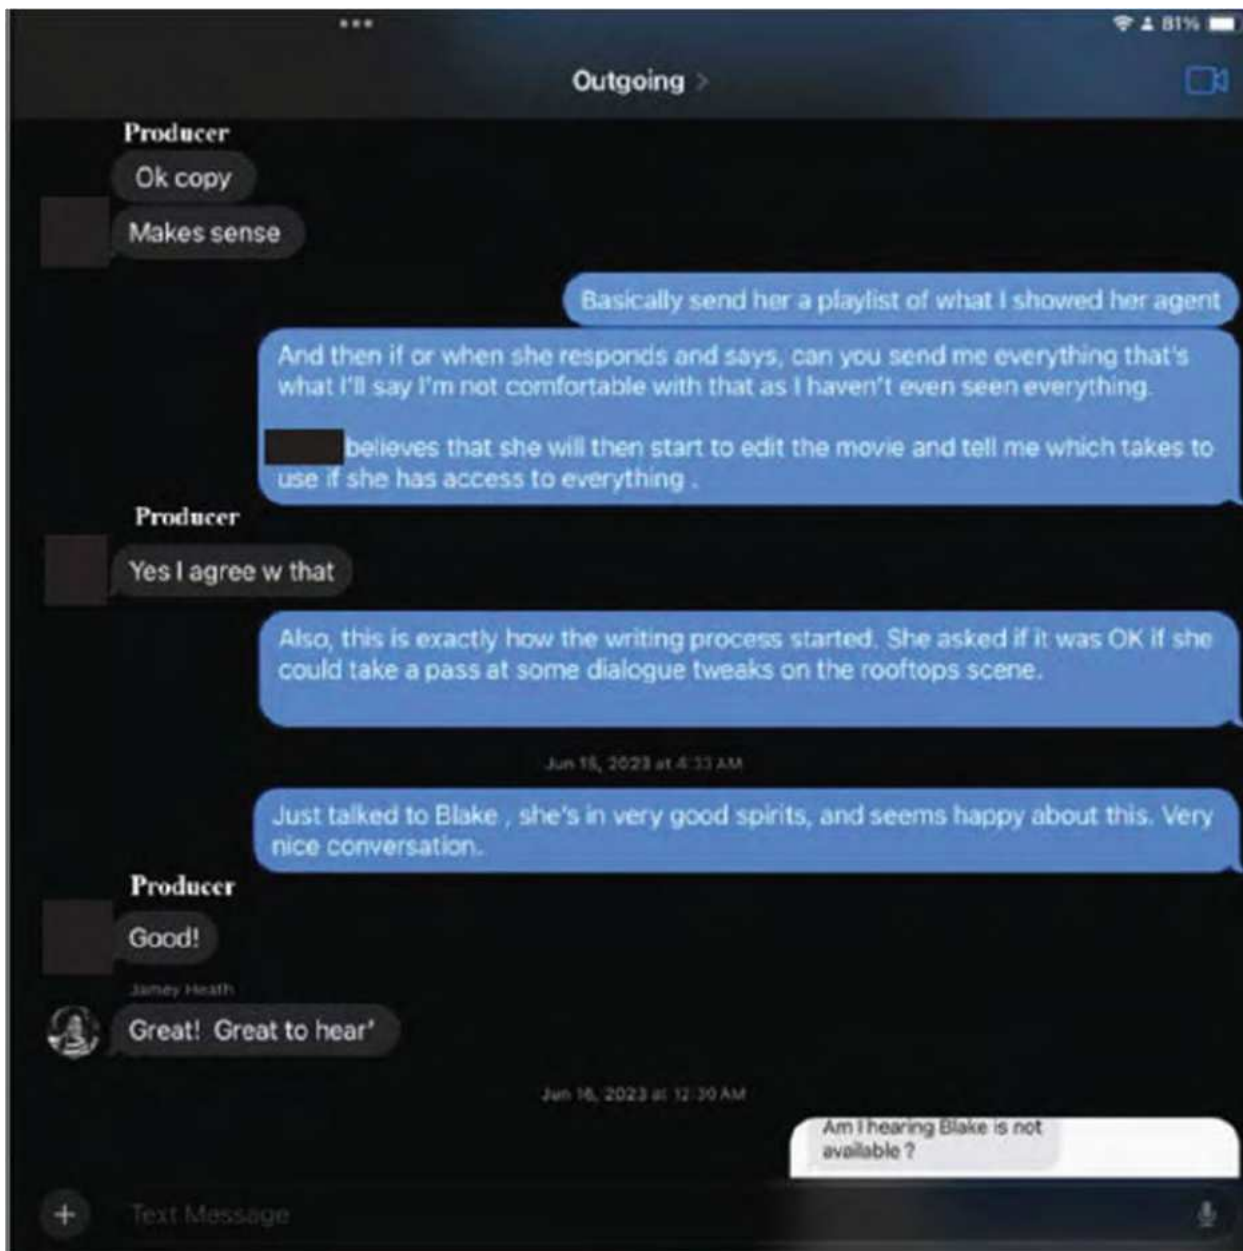 81%
Outgoing >
Producer
Ok copy
Makes sense
Basically send her a playlist of what I showed her agent
And then if or when she responds and says, can you send me everything that's
what I'll say I'm not comfortable with that as I haven't even seen everything.
believes that she will then start to edit the movie and tell me which takes to
use if she has access to everything .
Producer
Yes I agree w that
Also, this is exactly how the writing process started. She asked if it was OK if she
could take a pass at some dialogue tweaks on the rooftops scene.
Jun 15, 2023 at 4:33 AM
Just talked to Blake , she's in very good spirits, and seems happy about this. Very
nice conversation.
Producer
Good!
Jamey Heath
Great! Great to hear'
Jun 16, 2023 at 12:30 AM
Am I hearing Blake is not
available ?
Text Message